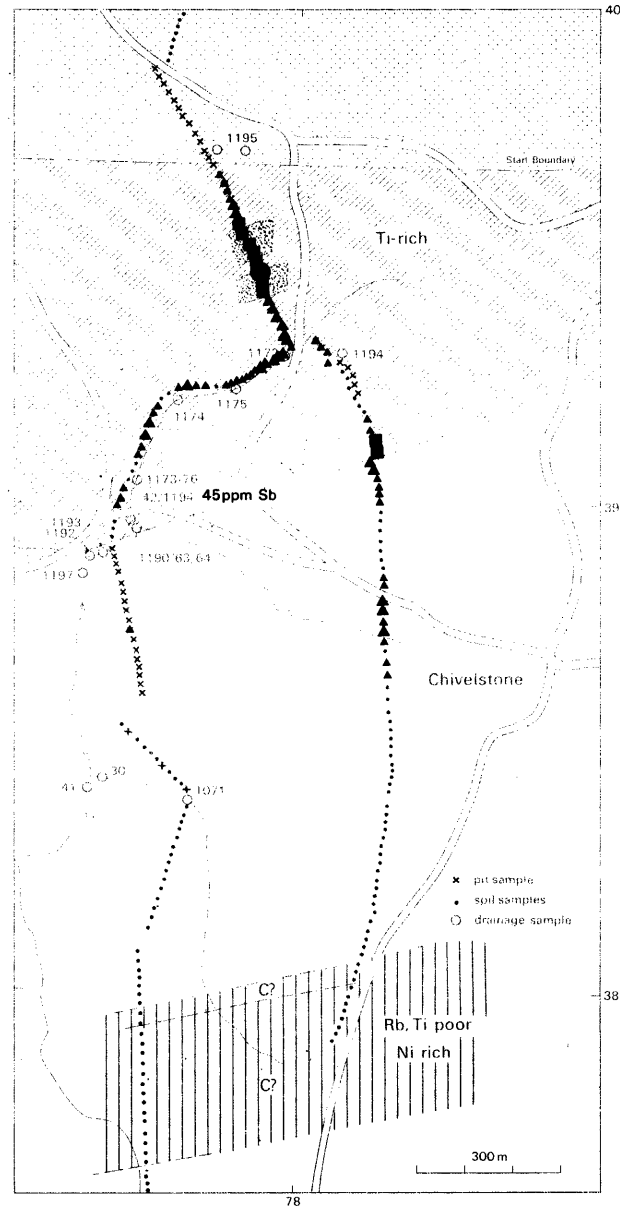 40
1195
Start Boundary
Ti-rich
1194
1175
1174
1173-76
45ppm Sb
42,1194
39
1193
1192
1190 63, 64
1197
Chivelstone
30
41
1071
pit sample
soil samples
drainage sample
38
C?
Rb, Ti poor
Ni rich
C?
300m
78